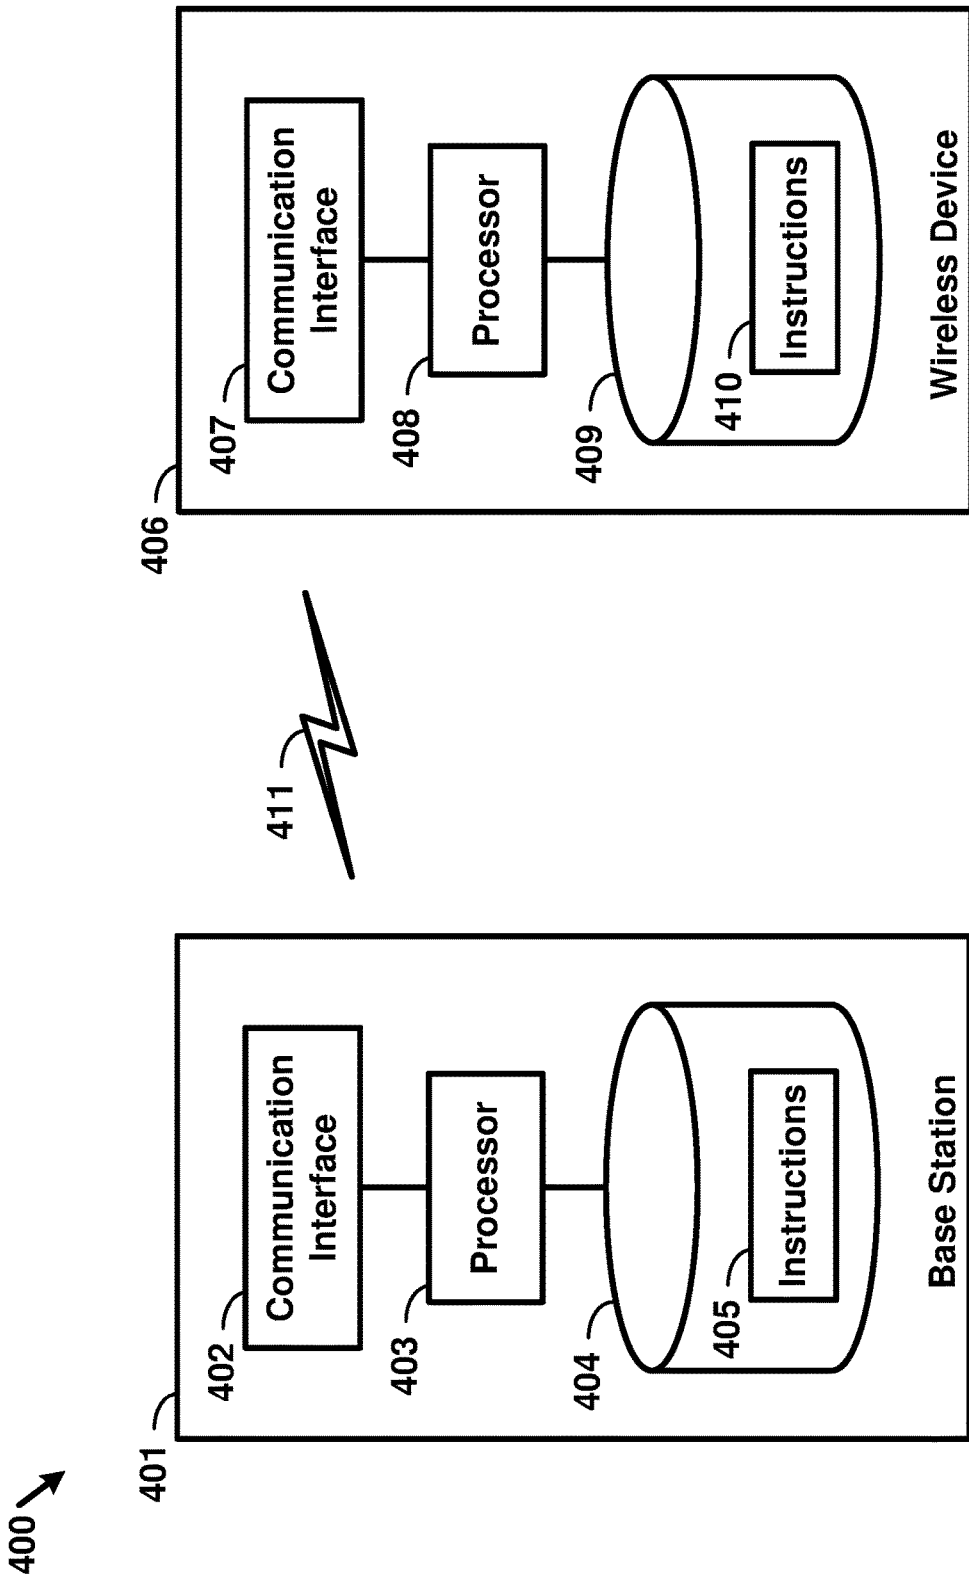 400
401
402
Communication
Interface
403
Processor
404
405
Instructions
Base Station
411
406
407
Communication
Interface
408
Processor
409
410
Instructions
Wireless Device